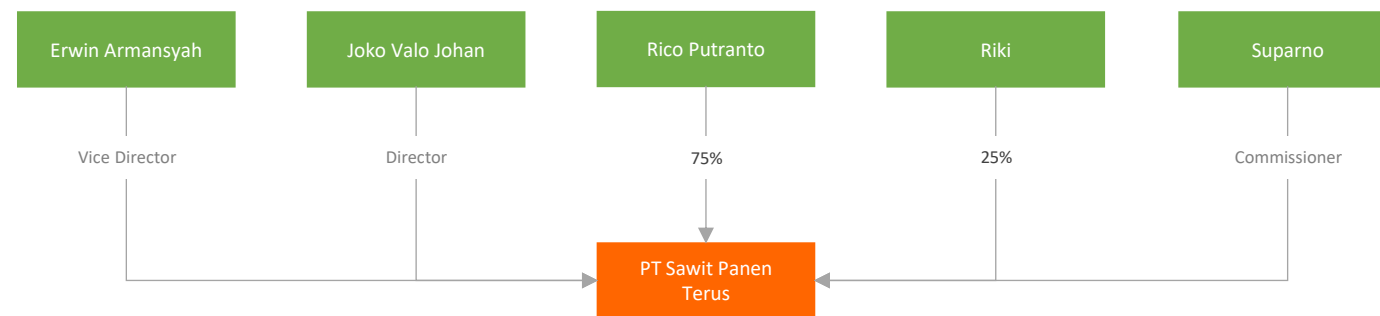 Erwin Armansyah
Joko Valo Johan
Rico Putranto
Riki
Suparno
Vice Director
Director
75%
25%
Commissioner
PT Sawit Panen
Terus